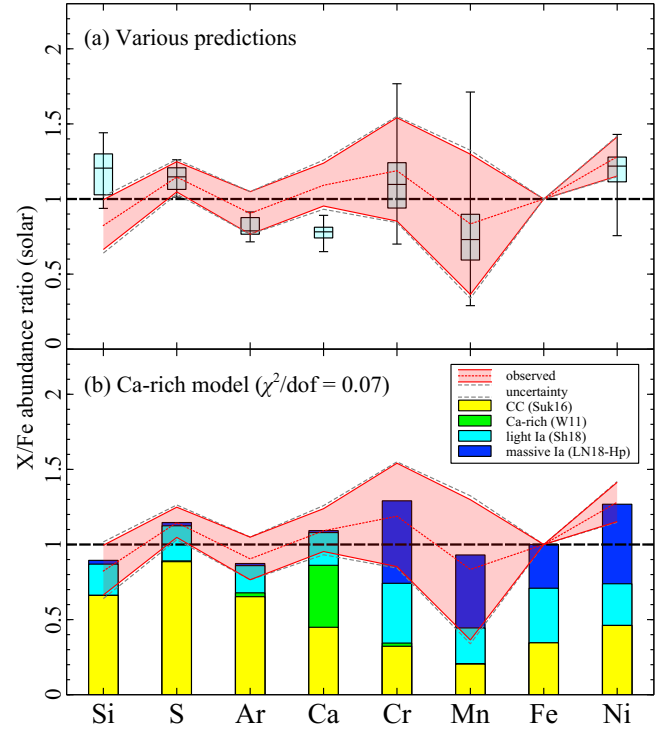 (a) Various predictions
2
1.5
1
0.5
0
X/Fe abundance ratio (solar)
(b) Ca-rich model (χ²/dof = 0.07)
observed
uncertainty
CC (Suk16)
Ca-rich (W11)
light Ia (Sh18)
massive Ia (LN18-Hp)
2
1.5
1
0.5
0
Si S Ar Ca Cr Mn Fe Ni